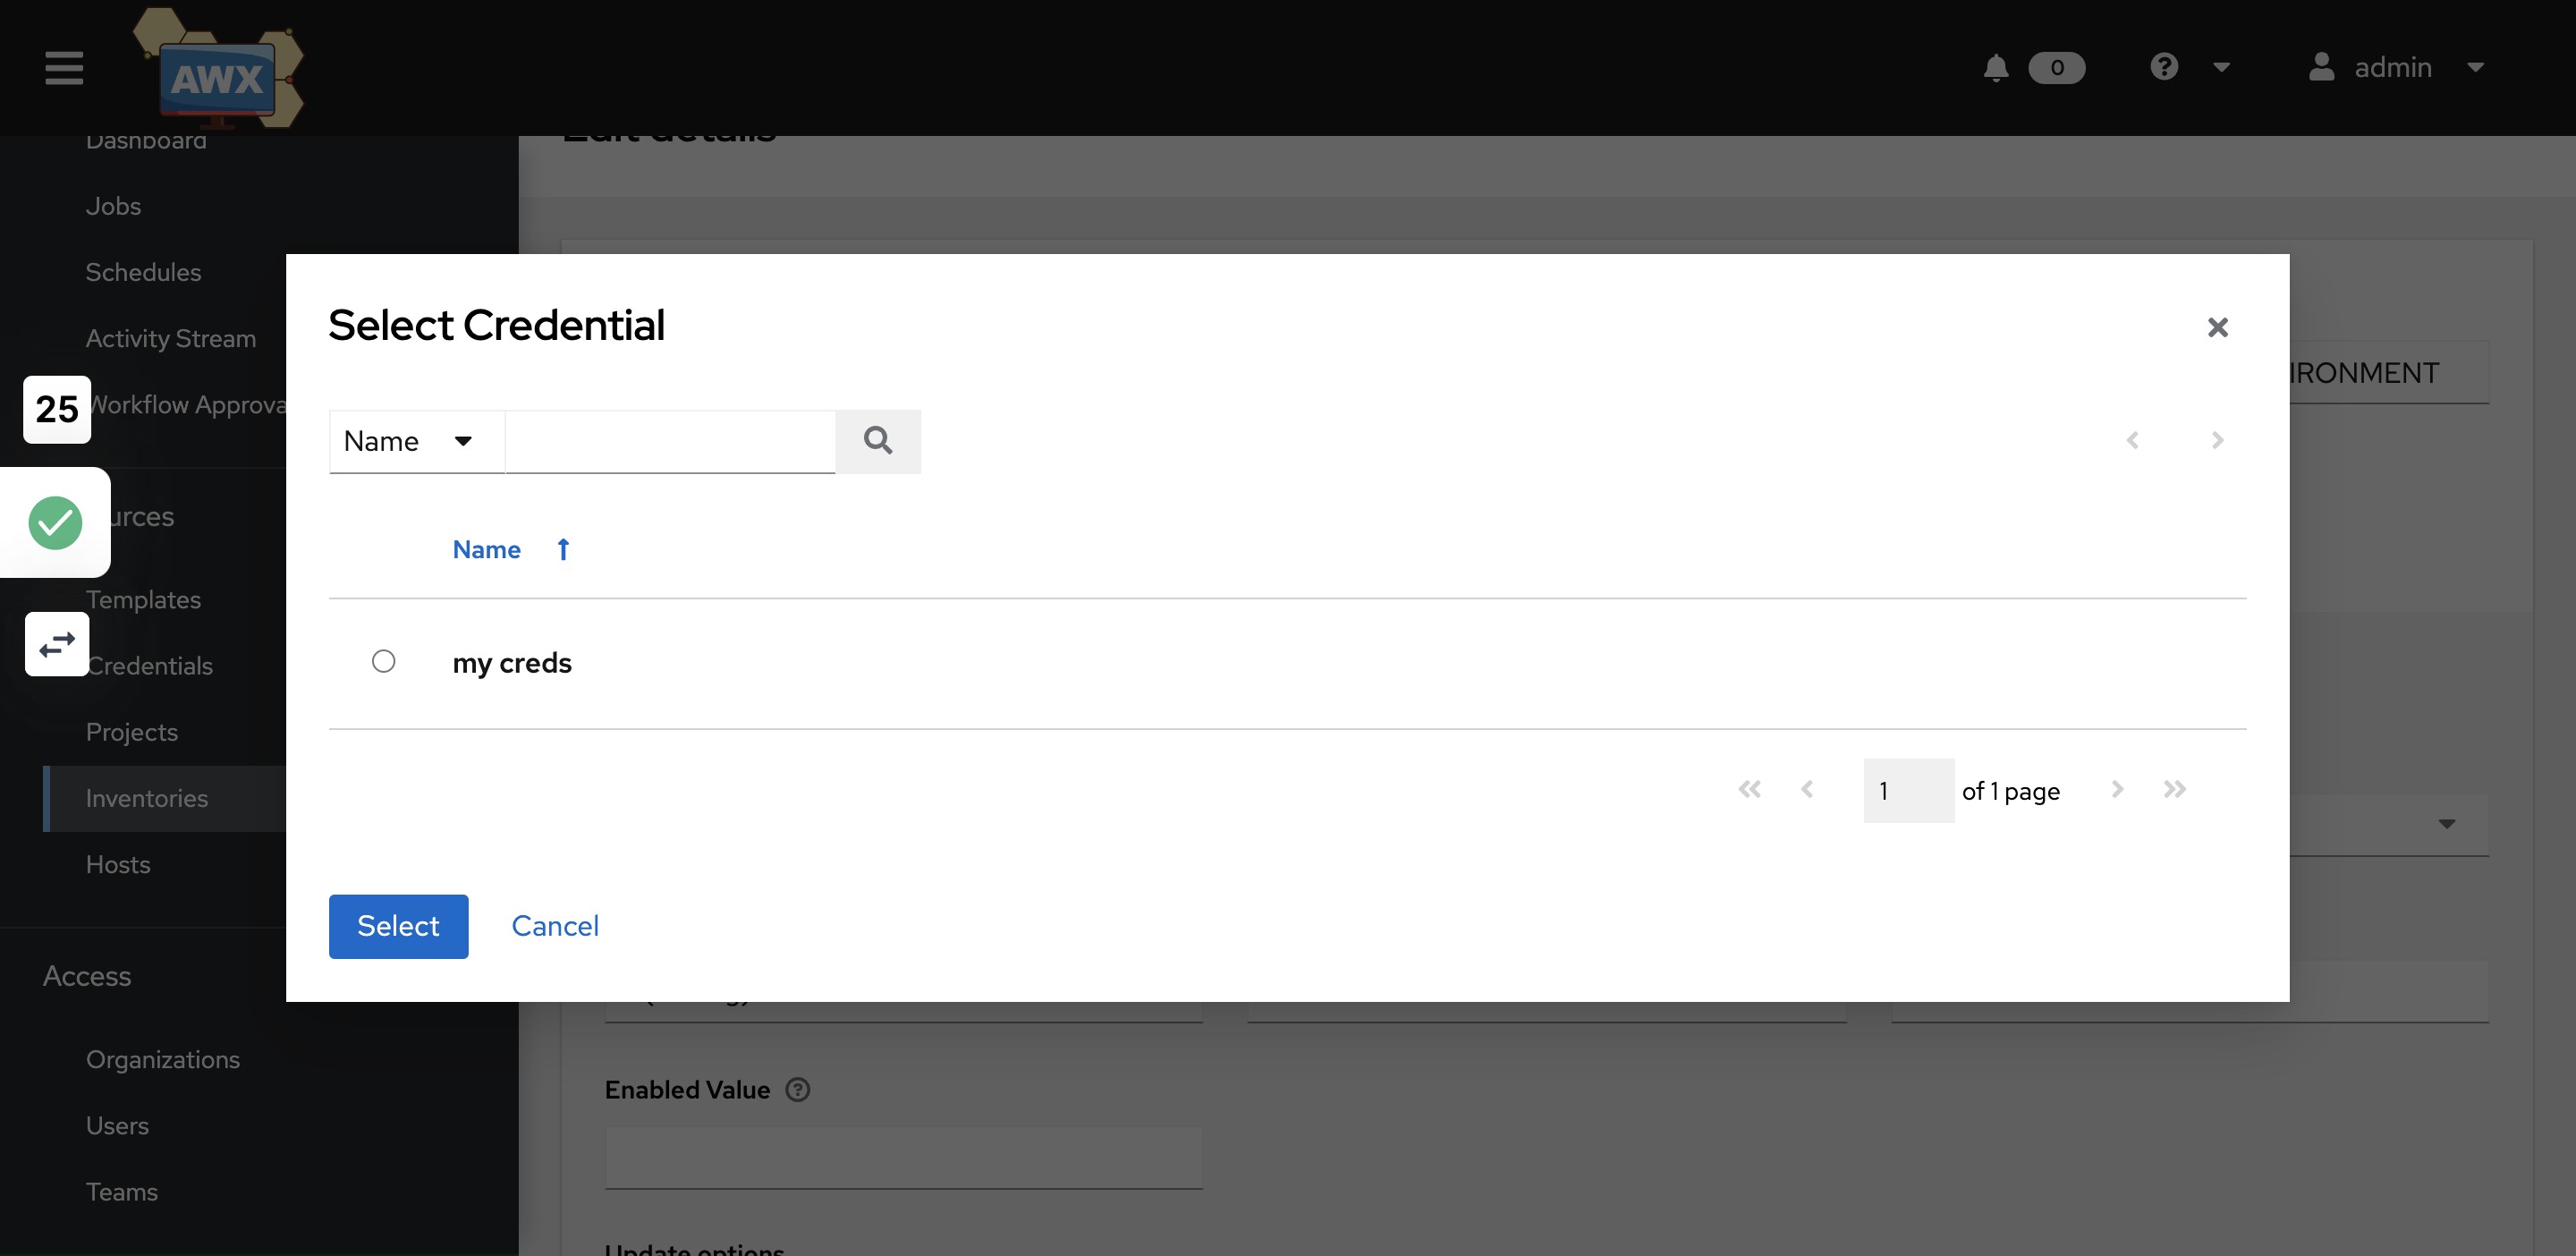 AWX
0
admin
Dashboard
Edit details
Jobs
Schedules
Activity Stream
Workflow Approva
25
urces
Templates
Credentials
Projects
Inventories
Hosts
Access
Organizations
Users
Teams
Select Credential
IRONMENT
Name
Name
my creds
1 of 1 page
Select Cancel
Enabled Value
Update options